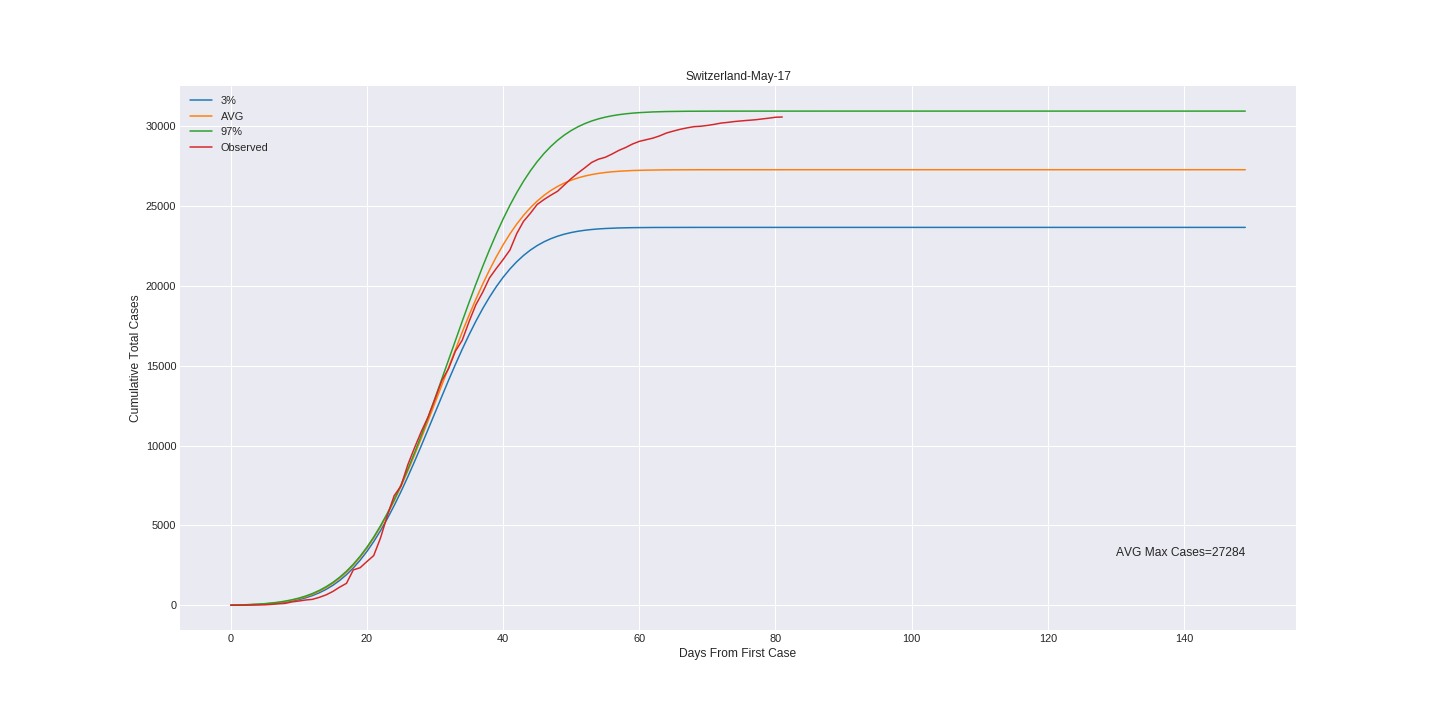 Switzerland-May-17
3%
AVG
97%
Observed
30000
25000
20000
15000
10000
5000
0
Cumulative Total Cases
AVG Max Cases=27284
0 20 40 60 80 100 120 140
Days From First Case